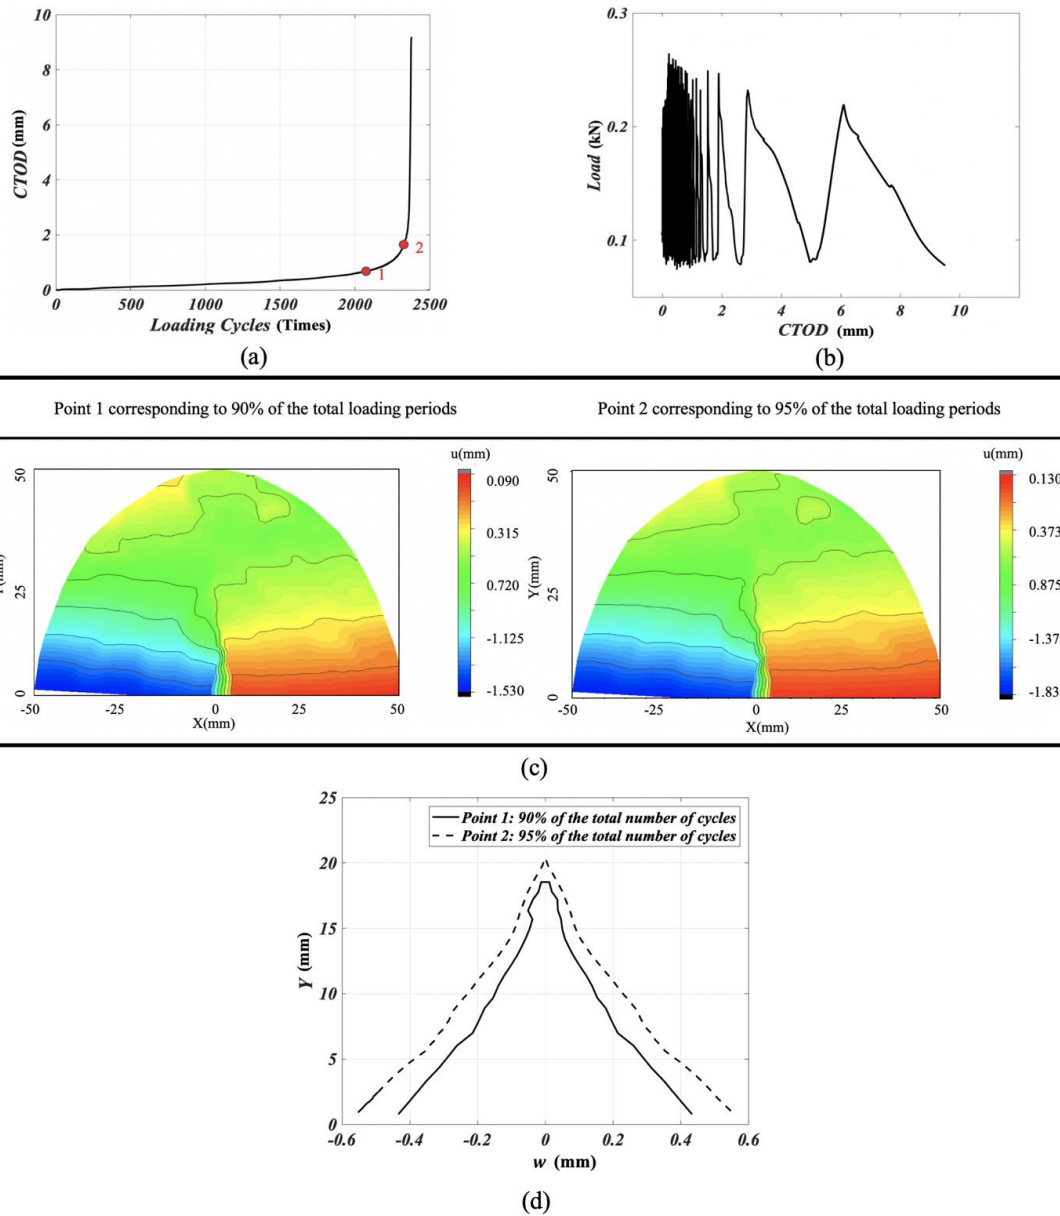 10
8
6
4
2
0
CTOD (mm)
1
2
0 500 1000 1500 2000 2500
Loading Cycles (Times)
(a)
0.3
0.2
0.1
Load (kN)
0 2 4 6 8 10
CTOD (mm)
(b)
Point 1 corresponding to 90% of the total loading periods
Point 2 corresponding to 95% of the total loading periods
50
25
0
-50 -25 0 25 50
X(mm)
u(mm)
0.090
0.315
0.720
-1.125
-1.530
Y(mm)
50
25
0
-50 -25 0 25 50
X(mm)
u(mm)
0.130
0.373
0.875
-1.37
-1.83
(c)
25
20
15
10
5
0
Y (mm)
Point 1: 90% of the total number of cycles
Point 2: 95% of the total number of cycles
-0.6 -0.4 -0.2 0 0.2 0.4 0.6
w (mm)
(d)